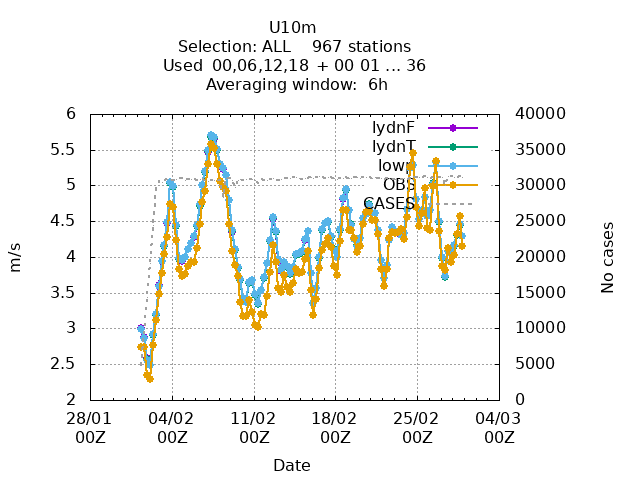 U10m
Selection: ALL    967 stations
Used  00,06,12,18  + 00 01 ... 36
Averaging window:  6h
lydnF
lydnT
lowr
OBS
CASES
6
5.5
5
4.5
4
3.5
3
2.5
2
40000
35000
30000
25000
20000
15000
10000
5000
0
m/s
No cases
28/01 04/02 11/02 18/02 25/02 04/03
00Z 00Z 00Z 00Z 00Z 00Z
Date